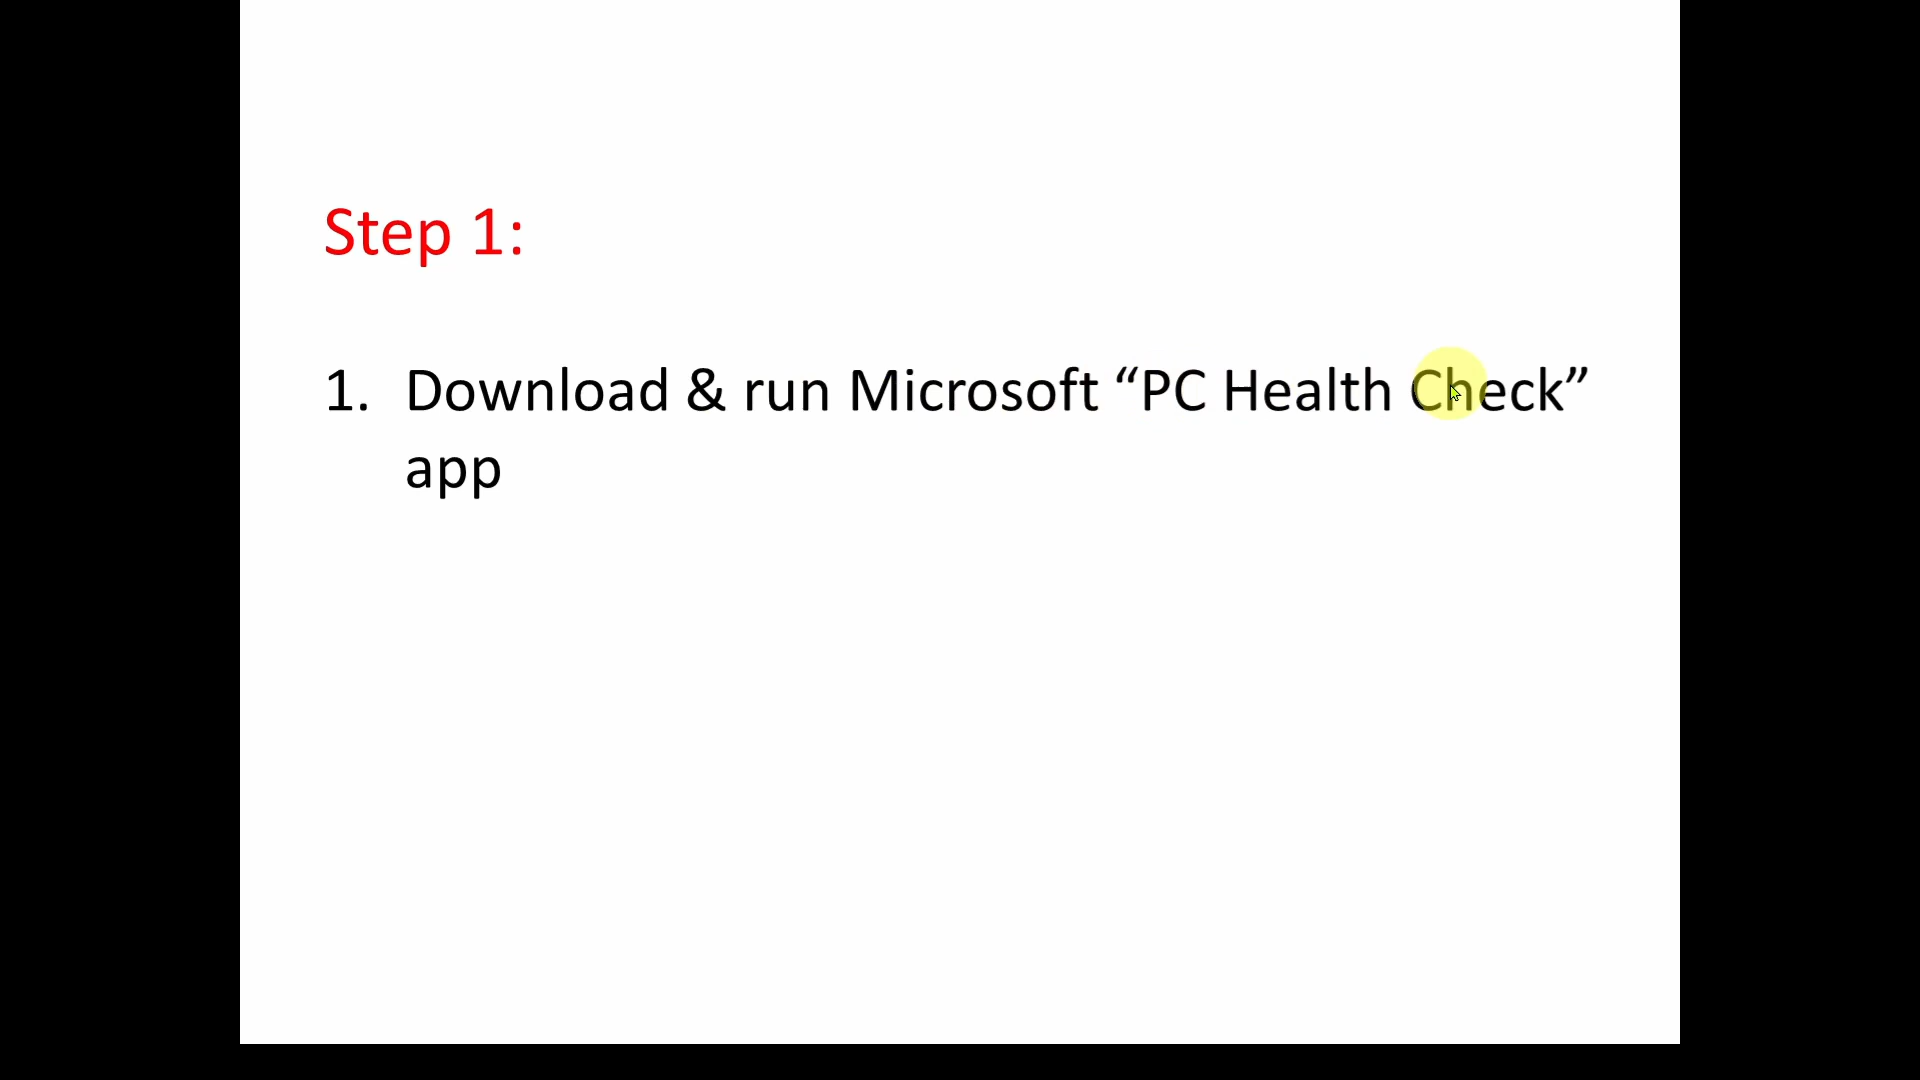 Step 1:
1. Download & run Microsoft “PC Health Check”
app